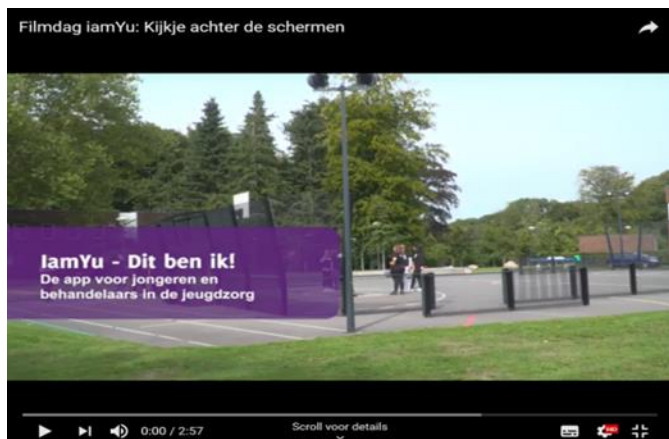 Filmdag iamYu: Kijkje achter de schermen
IamYu - Dit ben ik!
De app voor jongeren en
behandelaars in de jeugdzorg
0:00 / 2:57
Scroll voor details
HD